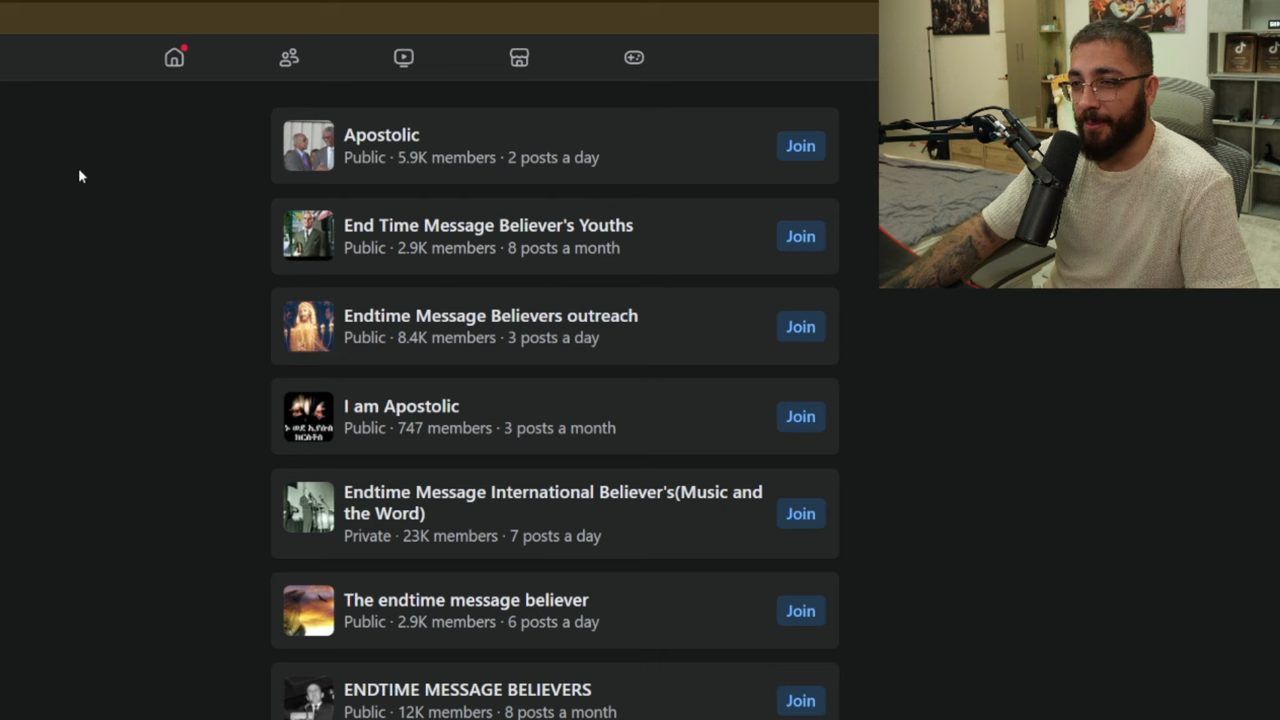 Apostolic
Public · 5.9K members · 2 posts a day
Join
End Time Message Believer's Youths
Public · 2.9K members · 8 posts a month
Join
Endtime Message Believers outreach
Public · 8.4K members · 3 posts a day
Join
I am Apostolic
Public · 747 members · 3 posts a month
Join
Endtime Message International Believer's(Music and
the Word)
Private · 23K members · 7 posts a day
Join
The endtime message believer
Public · 2.9K members · 6 posts a day
Join
ENDTIME MESSAGE BELIEVERS
Public · 12K members · 8 posts a month
Join